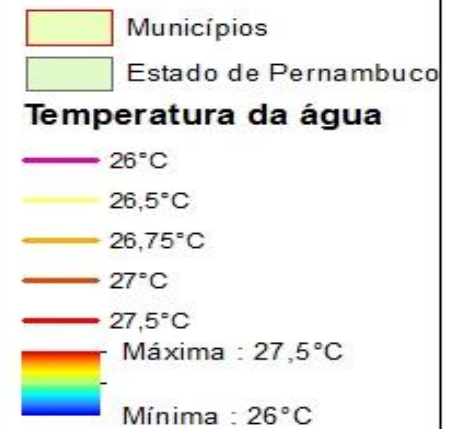 Municípios
Estado de Pernambuco
Temperatura da água
26°C
26,5°C
26,75°C
27°C
27,5°C
Máxima : 27,5°C
Mínima : 26°C